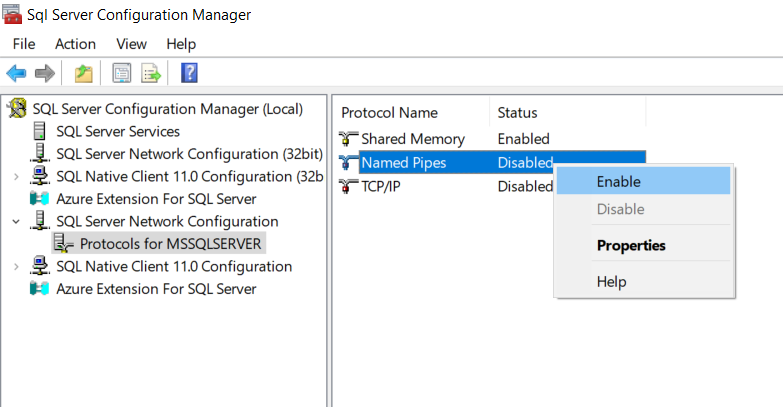 Sql Server Configuration Manager
File Action View Help
SQL Server Configuration Manager (Local)
SQL Server Services
SQL Server Network Configuration (32bit)
SQL Native Client 11.0 Configuration (32b
Azure Extension For SQL Server
SQL Server Network Configuration
Protocols for MSSQLSERVER
SQL Native Client 11.0 Configuration
Azure Extension For SQL Server
Protocol Name Status
Shared Memory Enabled
Named Pipes Disabled
TCP/IP Disabled
Enable
Disable
Properties
Help